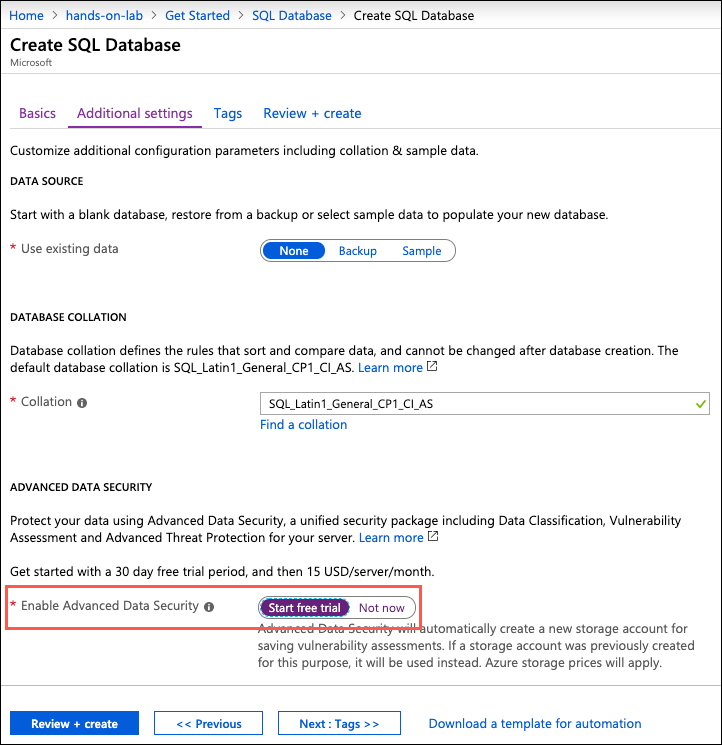 Home > hands-on-lab > Get Started > SQL Database > Create SQL Database
Create SQL Database
Microsoft
Basics Additional settings Tags Review + create
Customize additional configuration parameters including collation & sample data.
DATA SOURCE
Start with a blank database, restore from a backup or select sample data to populate your new database.
* Use existing data None Backup Sample
DATABASE COLLATION
Database collation defines the rules that sort and compare data, and cannot be changed after database creation. The
default database collation is SQL_Latin1_General_CP1_CI_AS. Learn more
* Collation SQL_Latin1_General_CP1_CI_AS
Find a collation
ADVANCED DATA SECURITY
Protect your data using Advanced Data Security, a unified security package including Data Classification, Vulnerability
Assessment and Advanced Threat Protection for your server. Learn more
Get started with a 30 day free trial period, and then 15 USD/server/month.
* Enable Advanced Data Security Start free trial Not now
Advanced Data Security will automatically create a new storage account for
saving vulnerability assessments. If a storage account was previously created
for this purpose, it will be used instead. Azure storage prices will apply.
Review + create << Previous Next : Tags >> Download a template for automation